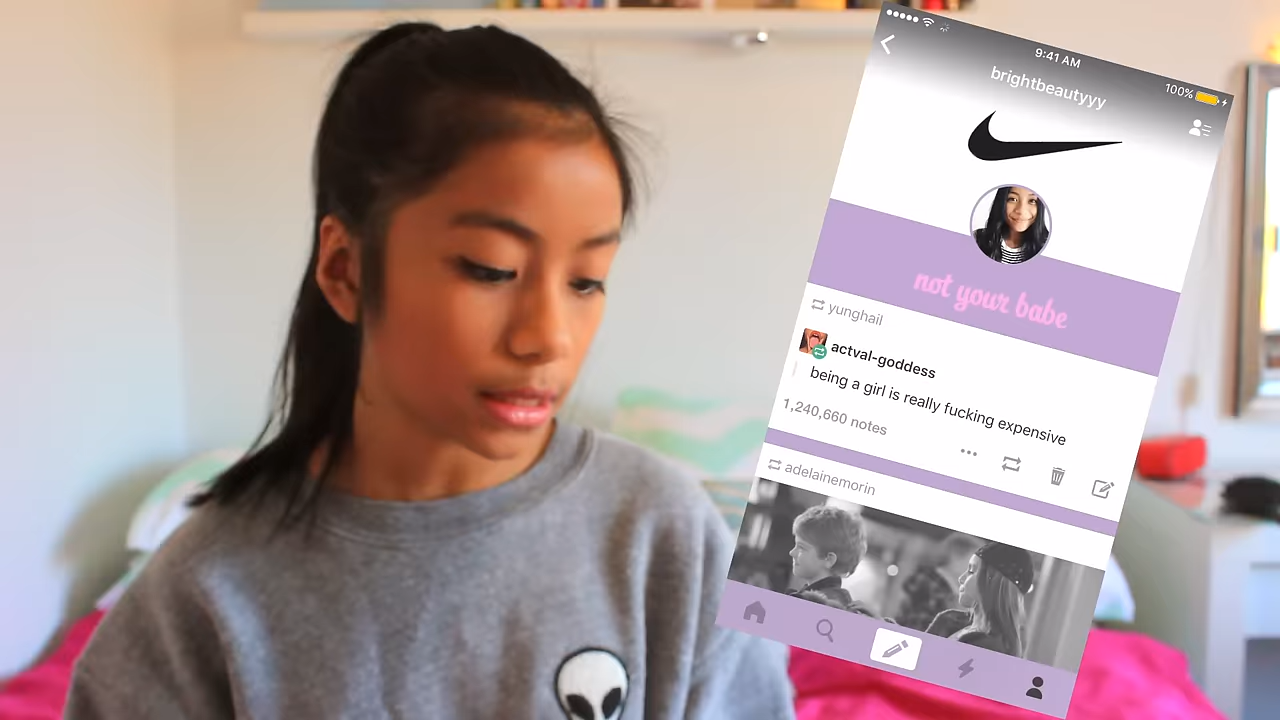 9:41 AM
100%
brightbeautyyy
not your babe
yunghail
actval-goddess
being a girl is really fucking expensive
1,240,660 notes
adelainemorin